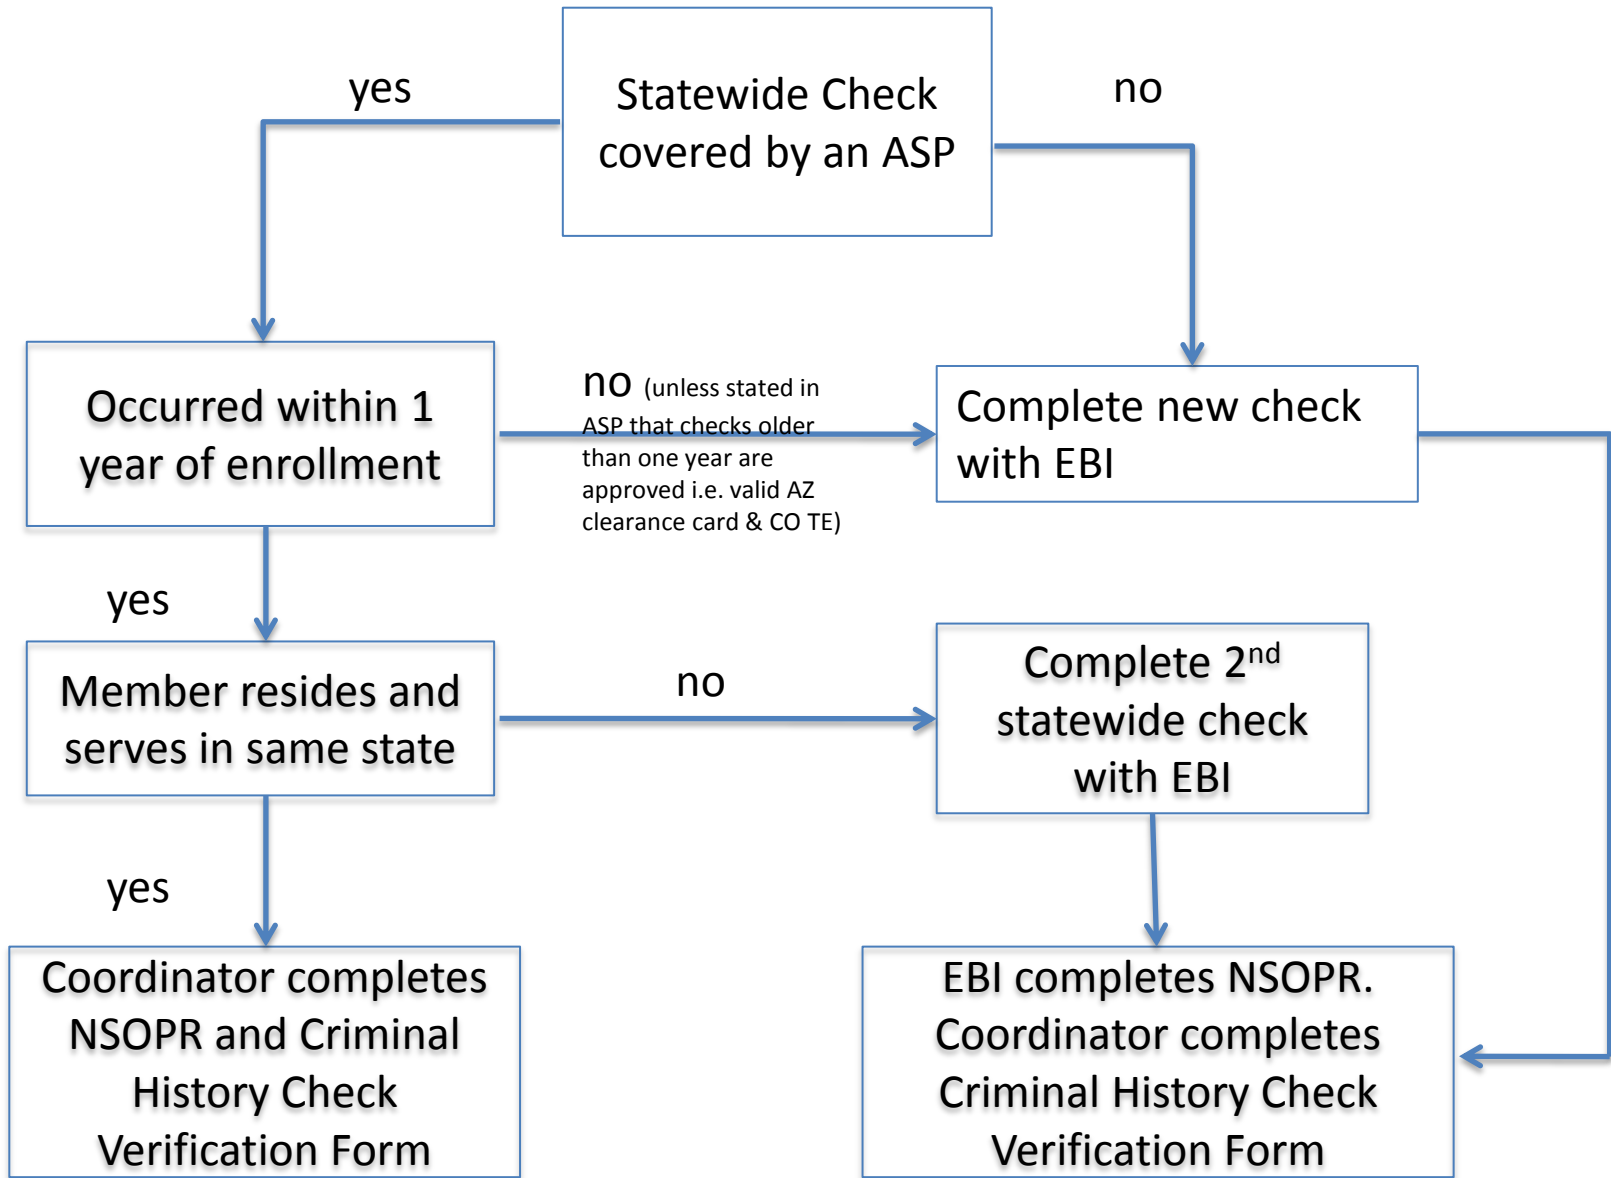 yes
Statewide Check
covered by an ASP
no
Occurred within 1
year of enrollment
no (unless stated in
ASP that checks older
than one year are
approved i.e. valid AZ
clearance card & CO TE)
Complete new check
with EBI
yes
Member resides and
serves in same state
no
Complete 2nd
statewide check
with EBI
yes
Coordinator completes
NSOPR and Criminal
History Check
Verification Form
EBI completes NSOPR.
Coordinator completes
Criminal History Check
Verification Form